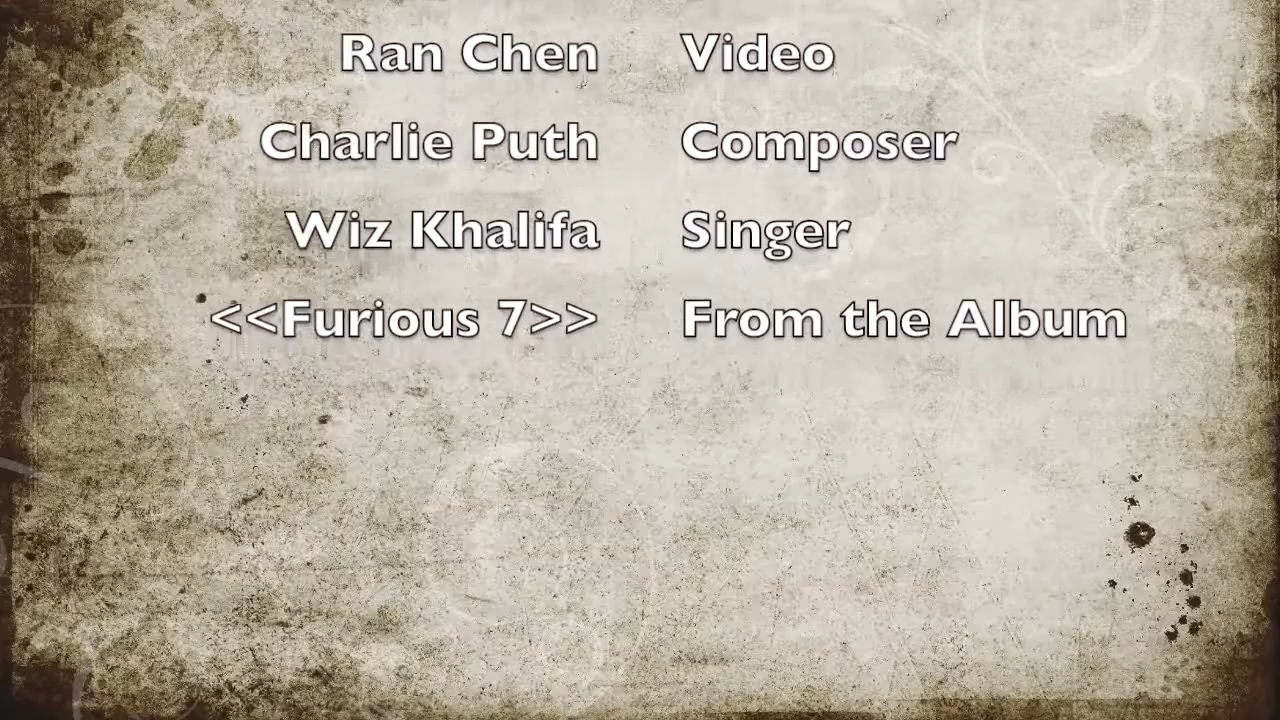 Ran Chen Video
Charlie Puth Composer
Wiz Khalifa Singer
<<Furious 7>> From the Album